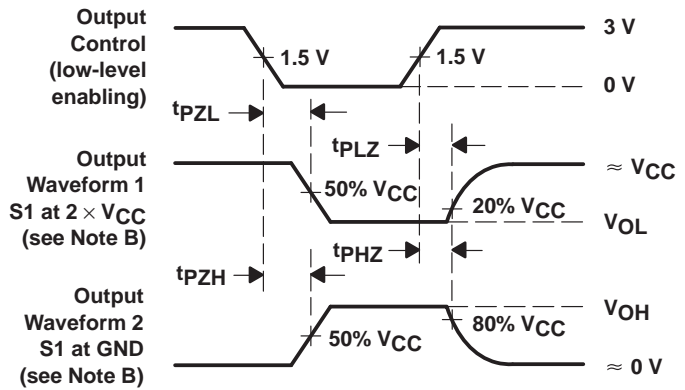 Output
Control
(low-level
enabling)
1.5 V
1.5 V
3 V
0 V
tPZL
tPLZ
Output
Waveform 1
S1 at 2 × VCC
(see Note B)
50% VCC
20% VCC
≈ VCC
VOL
tPZH
tPHZ
Output
Waveform 2
S1 at GND
(see Note B)
50% VCC
80% VCC
VOH
≈ 0 V